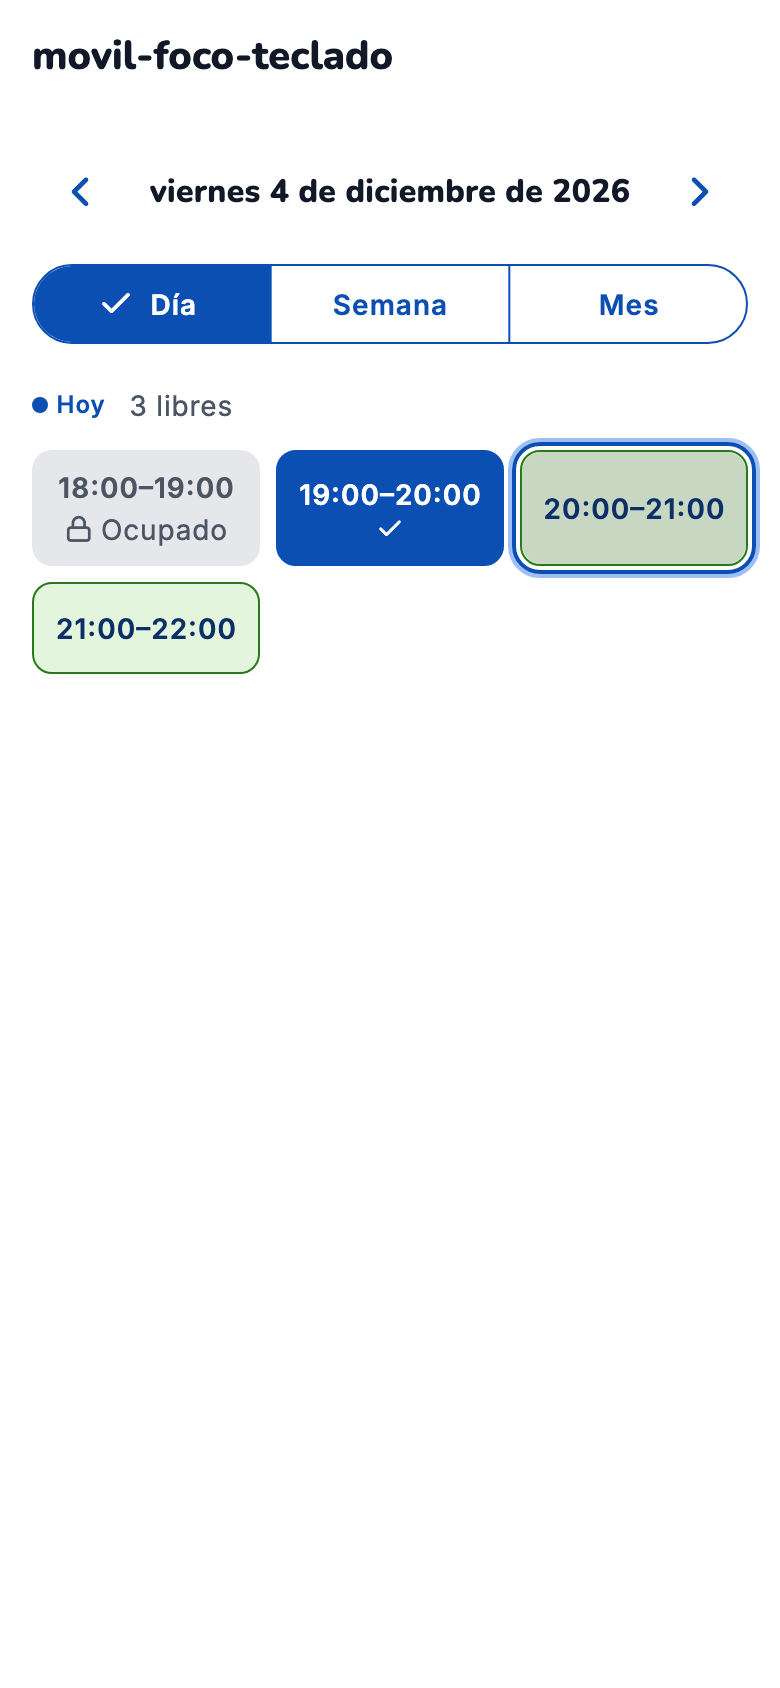 movil-foco-teclado
viernes 4 de diciembre de 2026
Día Semana Mes
Hoy 3 libres
18:00–19:00
Ocupado
19:00–20:00
20:00–21:00
21:00–22:00